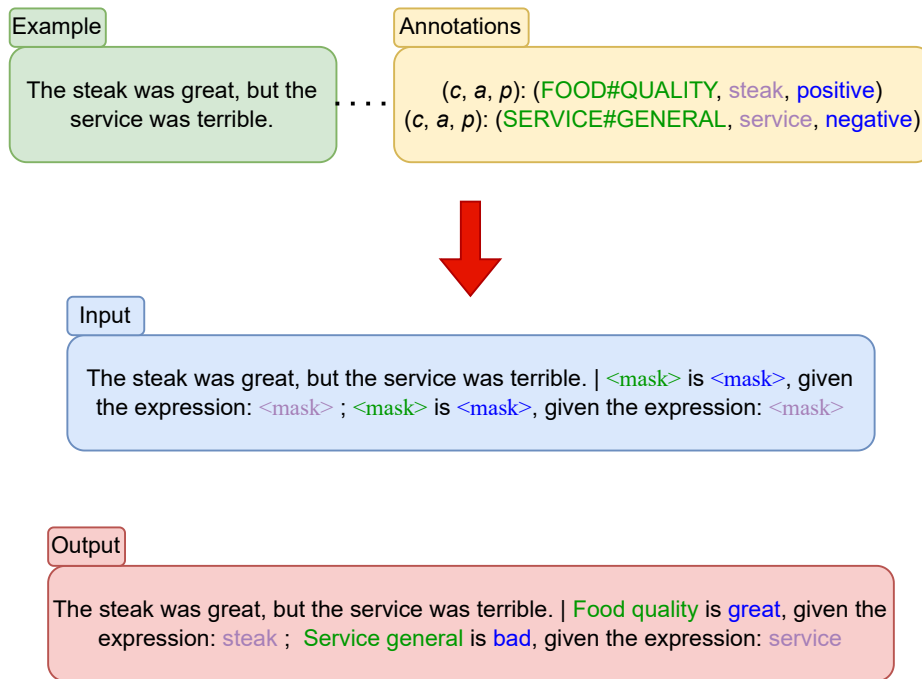 Example
Annotations
The steak was great, but the
service was terrible.
(c, a, p): (FOOD#QUALITY, steak, positive)
(c, a, p): (SERVICE#GENERAL, service, negative)
Input
The steak was great, but the service was terrible. | <mask> is <mask>, given
the expression: <mask> ; <mask> is <mask>, given the expression: <mask>
Output
The steak was great, but the service was terrible. | Food quality is great, given the
expression: steak ; Service general is bad, given the expression: service